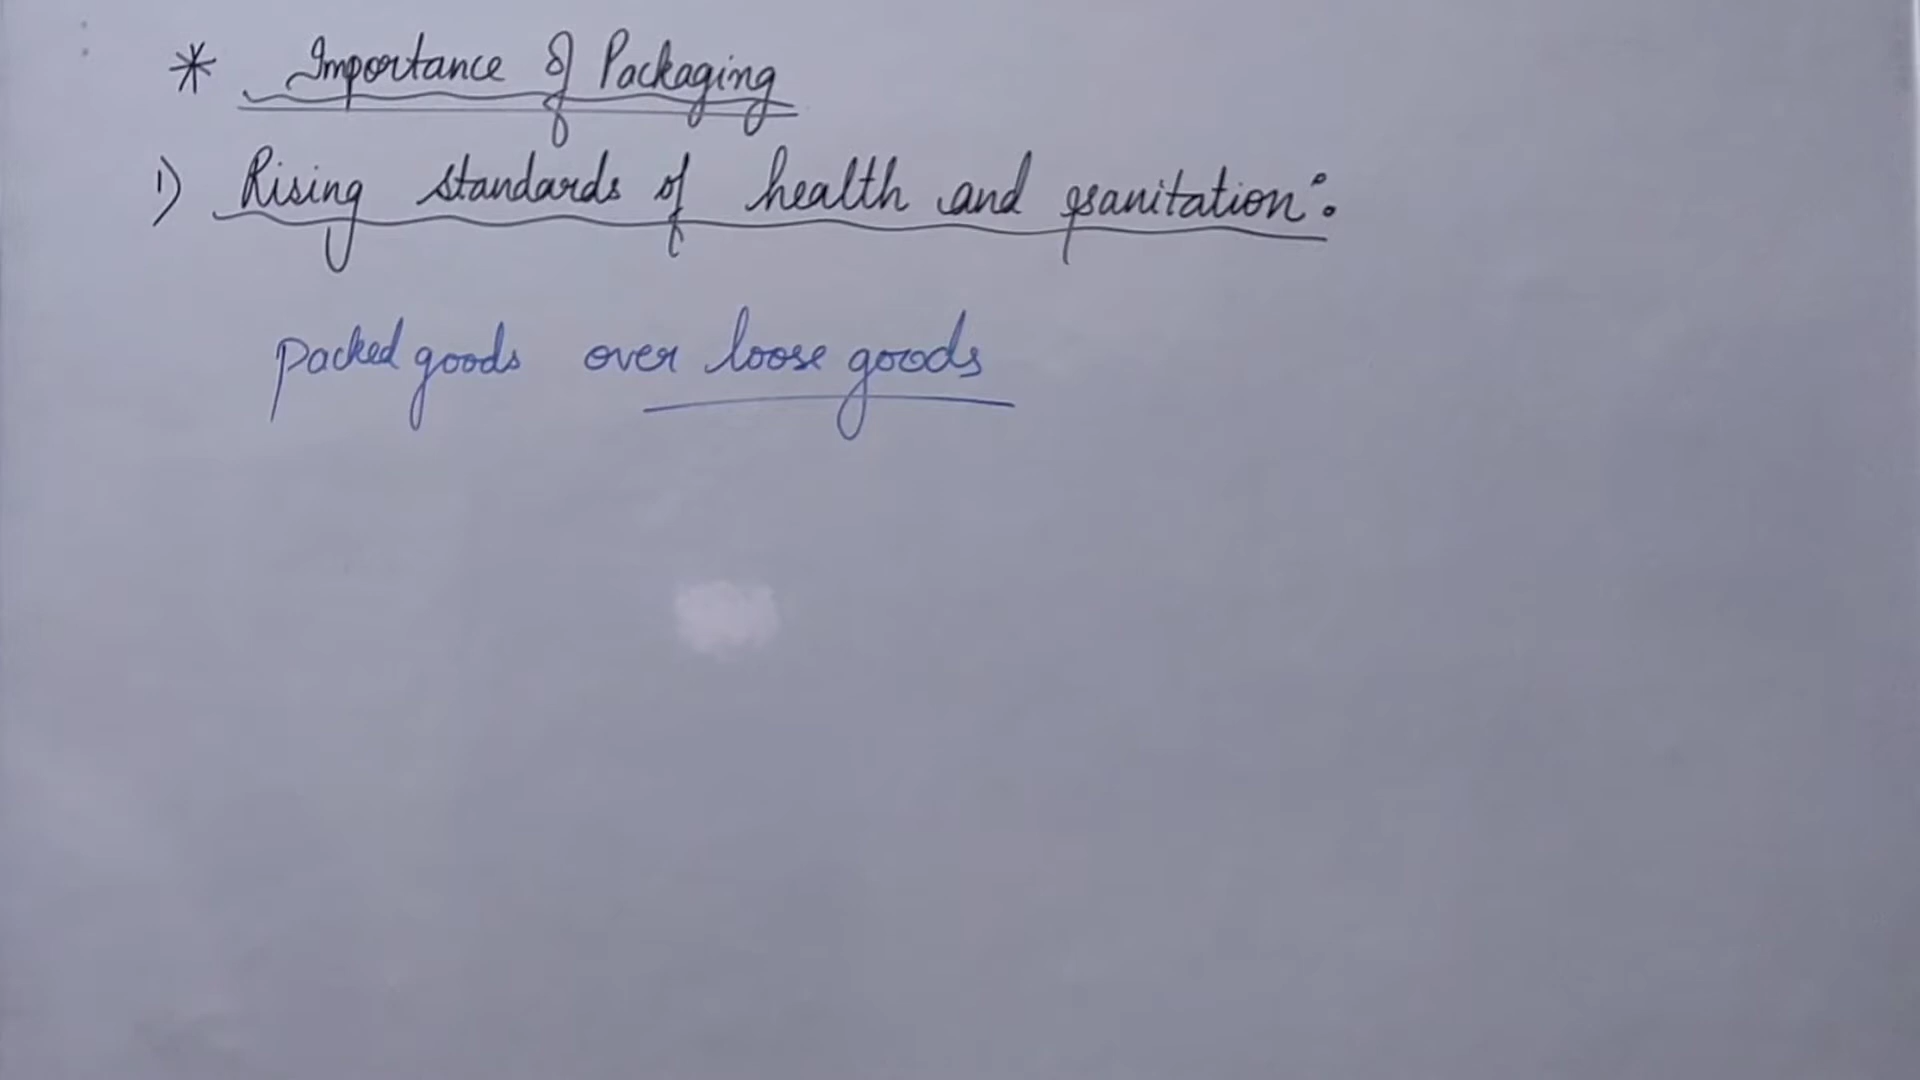 * Importance of Packaging
1) Rising standards of health and sanitation :
packed goods over loose goods